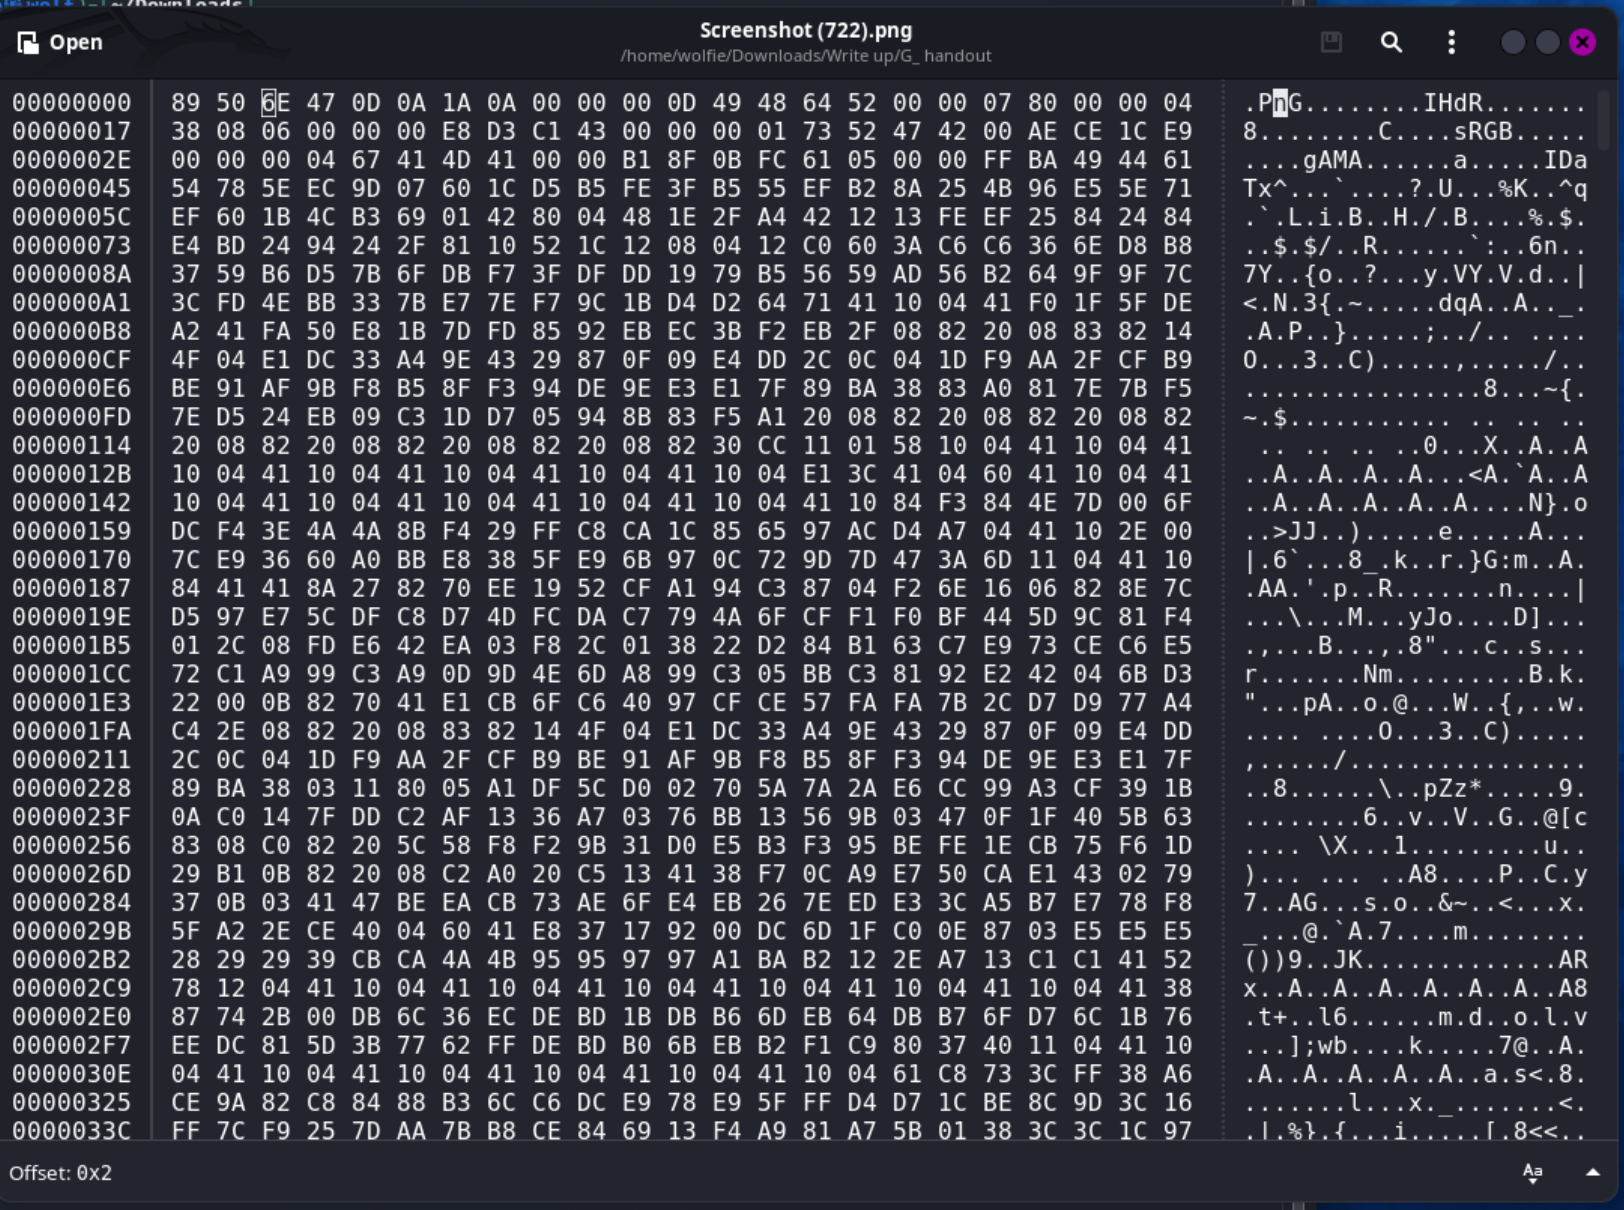 ~/Downloads
Open
Screenshot (722).png
/home/wolfie/Downloads/Write up/G_ handout
00000000 89 50 6E 47 0D 0A 1A 0A 00 00 00 0D 49 48 64 52 00 00 07 80 00 00 04 .PnG........IHdR.......
00000017 38 08 06 00 00 00 E8 D3 C1 43 00 00 00 01 73 52 47 42 00 AE CE 1C E9 8........C....sRGB.....
0000002E 00 00 00 04 67 41 4D 41 00 00 B1 8F 0B FC 61 05 00 00 FF BA 49 44 61 ....gAMA......a.....IDa
00000045 54 78 5E EC 9D 07 60 1C D5 B5 FE 3F B5 55 EF B2 8A 25 4B 96 E5 5E 71 Tx^...`....?.U...%K..^q
0000005C EF 60 1B 4C B3 69 01 42 80 04 48 1E 2F A4 42 12 13 FE EF 25 84 24 84 .`.L.i.B..H./.B....%.$.
00000073 E4 BD 24 94 24 2F 81 10 52 1C 12 08 04 12 C0 60 3A C6 C6 36 6E D8 B8 ..$.$/..R......`:..6n..
0000008A 37 59 B6 D5 7B 6F DB F7 3F DF DD 19 79 B5 56 59 AD 56 B2 64 9F 9F 7C 7Y..{o..?...y.VY.V.d..|
000000A1 3C FD 4E BB 33 7B E7 7E F7 9C 1B D4 D2 64 71 41 10 04 41 F0 1F 5F DE <.N.3{.~.....dqA..A.._.
000000B8 A2 41 FA 50 E8 1B 7D FD 85 92 EB EC 3B F2 EB 2F 08 82 20 08 83 82 14 .A.P..}.....;../.. ....
000000CF 4F 04 E1 DC 33 A4 9E 43 29 87 0F 09 E4 DD 2C 0C 04 1D F9 AA 2F CF B9 O...3..C).....,...../..
000000E6 BE 91 AF 9B F8 B5 8F F3 94 DE 9E E3 E1 7F 89 BA 38 83 A0 81 7E 7B F5 ................8...~{.
000000FD 7E D5 24 EB 09 C3 1D D7 05 94 8B 83 F5 A1 20 08 82 20 08 82 20 08 82 ~.$........... .. .. ..
00000114 20 08 82 20 08 82 20 08 82 20 08 82 30 CC 11 01 58 10 04 41 10 04 41  .. .. .. ..0...X..A..A
0000012B 10 04 41 10 04 41 10 04 41 10 04 41 10 04 E1 3C 41 04 60 41 10 04 41 ..A..A..A..A...<A.`A..A
00000142 10 04 41 10 04 41 10 04 41 10 04 41 10 04 41 10 84 F3 84 4E 7D 00 6F ..A..A..A..A..A....N}.o
00000159 DC F4 3E 4A 4A 8B F4 29 FF C8 CA 1C 85 65 97 AC D4 A7 04 41 10 2E 00 ..>JJ..).....e.....A...
00000170 7C E9 36 60 A0 BB E8 38 5F E9 6B 97 0C 72 9D 7D 47 3A 6D 11 04 41 10 |.6`...8_.k..r.}G:m..A.
00000187 84 41 41 8A 27 82 70 EE 19 52 CF A1 94 C3 87 04 F2 6E 16 06 82 8E 7C .AA.'.p..R.......n....|
0000019E D5 97 E7 5C DF C8 D7 4D FC DA C7 79 4A 6F CF F1 F0 BF 44 5D 9C 81 F4 ...\...M...yJo....D]...
000001B5 01 2C 08 FD E6 42 EA 03 F8 2C 01 38 22 D2 84 B1 63 C7 E9 73 CE C6 E5 .,...B...,.8"...c..s...
000001CC 72 C1 A9 99 C3 A9 0D 9D 4E 6D A8 99 C3 05 BB C3 81 92 E2 42 04 6B D3 r.......Nm.........B.k.
000001E3 22 00 0B 82 70 41 E1 CB 6F C6 40 97 CF CE 57 FA FA 7B 2C D7 D9 77 A4 "...pA..o.@...W..{,..w.
000001FA C4 2E 08 82 20 08 83 82 14 4F 04 E1 DC 33 A4 9E 43 29 87 0F 09 E4 DD .... ....O...3..C).....
00000211 2C 0C 04 1D F9 AA 2F CF B9 BE 91 AF 9B F8 B5 8F F3 94 DE 9E E3 E1 7F ,...../................
00000228 89 BA 38 03 11 80 05 A1 DF 5C D0 02 70 5A 7A 2A E6 CC 99 A3 CF 39 1B ..8......\..pZz*.....9.
0000023F 0A C0 14 7F DD C2 AF 13 36 A7 03 76 BB 13 56 9B 03 47 0F 1F 40 5B 63 ........6..v..V..G..@[c
00000256 83 08 C0 82 20 5C 58 F8 F2 9B 31 D0 E5 B3 F3 95 BE FE 1E CB 75 F6 1D .... \X...1.........u..
0000026D 29 B1 0B 82 20 08 C2 A0 20 C5 13 41 38 F7 0C A9 E7 50 CA E1 43 02 79 )... ... ..A8....P..C.y
00000284 37 0B 03 41 47 BE EA CB 73 AE 6F E4 EB 26 7E ED E3 3C A5 B7 E7 78 F8 7..AG...s.o..&~..<...x.
0000029B 5F A2 2E CE 40 04 60 41 E8 37 17 92 00 DC 6D 1F C0 0E 87 03 E5 E5 E5 _...@.`A.7....m........
000002B2 28 29 29 39 CB CA 4A 4B 95 95 97 97 A1 BA B2 12 2E A7 13 C1 C1 41 52 ())9..JK.............AR
000002C9 78 12 04 41 10 04 41 10 04 41 10 04 41 10 04 41 10 04 41 10 04 41 38 x..A..A..A..A..A..A..A8
000002E0 87 74 2B 00 DB 6C 36 EC DE BD 1B DB B6 6D EB 64 DB B7 6F D7 6C 1B 76 .t+..l6......m.d..o.l.v
000002F7 EE DC 81 5D 3B 77 62 FF DE BD B0 6B EB B2 F1 C9 80 37 40 11 04 41 10 ...];wb....k.....7@..A.
0000030E 04 41 10 04 41 10 04 41 10 04 41 10 04 41 10 04 61 C8 73 3C FF 38 A6 .A..A..A..A..A..a.s<.8.
00000325 CE 9A 82 C8 84 88 B3 6C C6 DC E9 78 E9 5F FF D4 D7 1C BE 8C 9D 3C 16 .......l...x._.......<.
0000033C FF 7C F9 25 7D AA 7B B8 CE 84 69 13 F4 A9 81 A7 5B 01 38 3C 3C 1C 97 .|.%}.{...i.....[.8<<..
Offset: 0x2
Aa